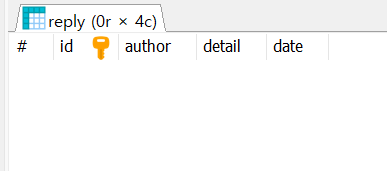 reply (0r × 4c)
# id author detail date